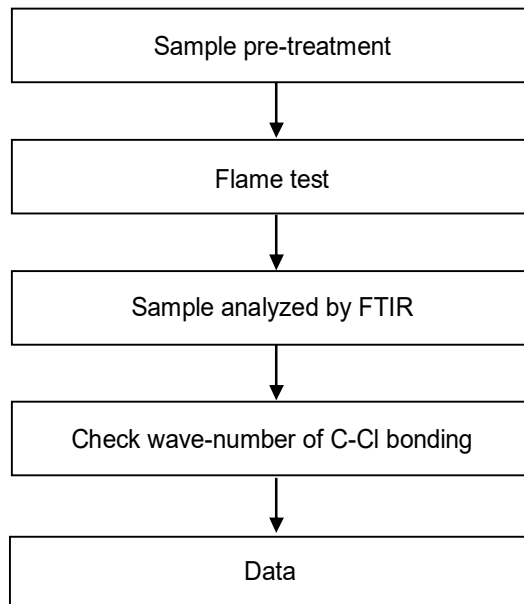 Sample pre-treatment
Flame test
Sample analyzed by FTIR
Check wave-number of C-Cl bonding
Data